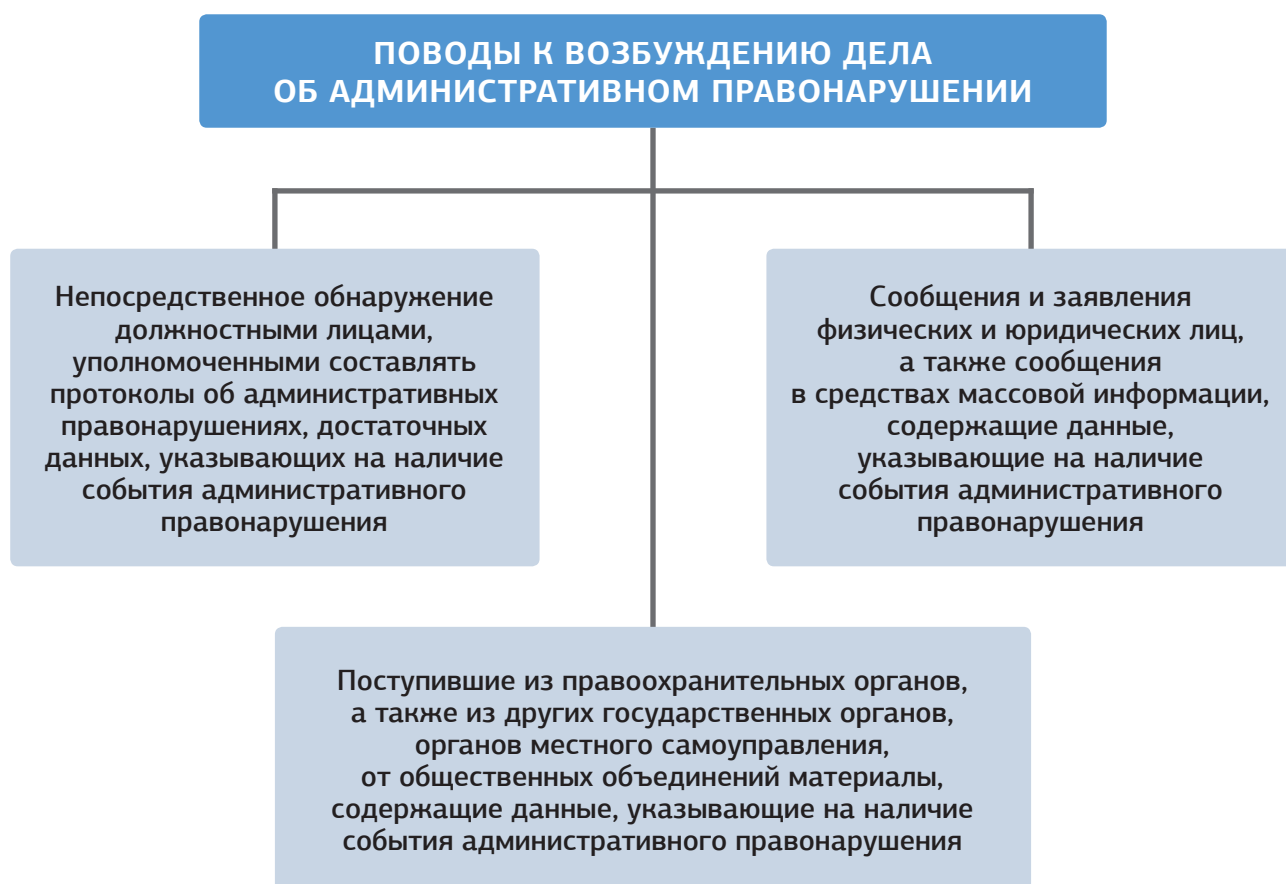 ПОВОДЫ К ВОЗБУЖДЕНИЮ ДЕЛА
ОБ АДМИНИСТРАТИВНОМ ПРАВОНАРУШЕНИИ
Непосредственное обнаружение
должностными лицами,
уполномоченными составлять
протоколы об административных
правонарушениях, достаточных
данных, указывающих на наличие
события административного
правонарушения
Сообщения и заявления
физических и юридических лиц,
а также сообщения
в средствах массовой информации,
содержащие данные,
указывающие на наличие
события административного
правонарушения
Поступившие из правоохранительных органов,
а также из других государственных органов,
органов местного самоуправления,
от общественных объединений материалы,
содержащие данные, указывающие на наличие
события административного правонарушения